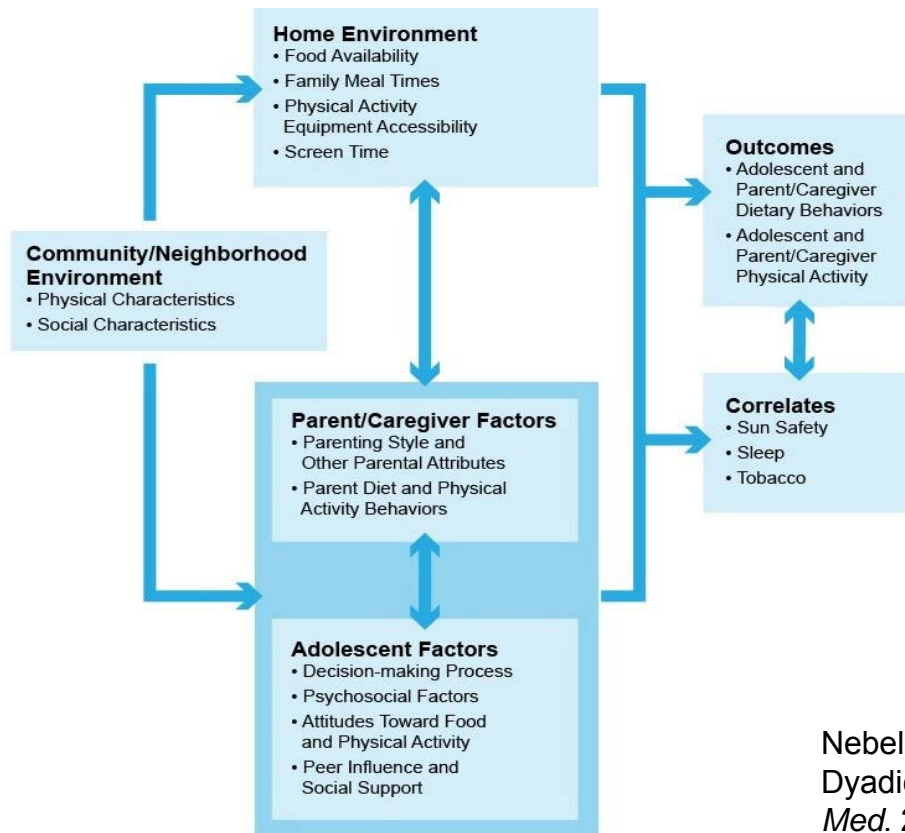 Home Environment
• Food Availability
• Family Meal Times
• Physical Activity
Equipment Accessibility
• Screen Time
Community/Neighborhood
Environment
• Physical Characteristics
• Social Characteristics
Parent/Caregiver Factors
• Parenting Style and
Other Parental Attributes
• Parent Diet and Physical
Activity Behaviors
Adolescent Factors
• Decision-making Process
• Psychosocial Factors
• Attitudes Toward Food
and Physical Activity
• Peer Influence and
Social Support
Outcomes
• Adolescent and
Parent/Caregiver
Dietary Behaviors
• Adolescent and
Parent/Caregiver
Physical Activity
Correlates
• Sun Safety
• Sleep
• Tobacco
Nebel
Dyadi
Med. 2